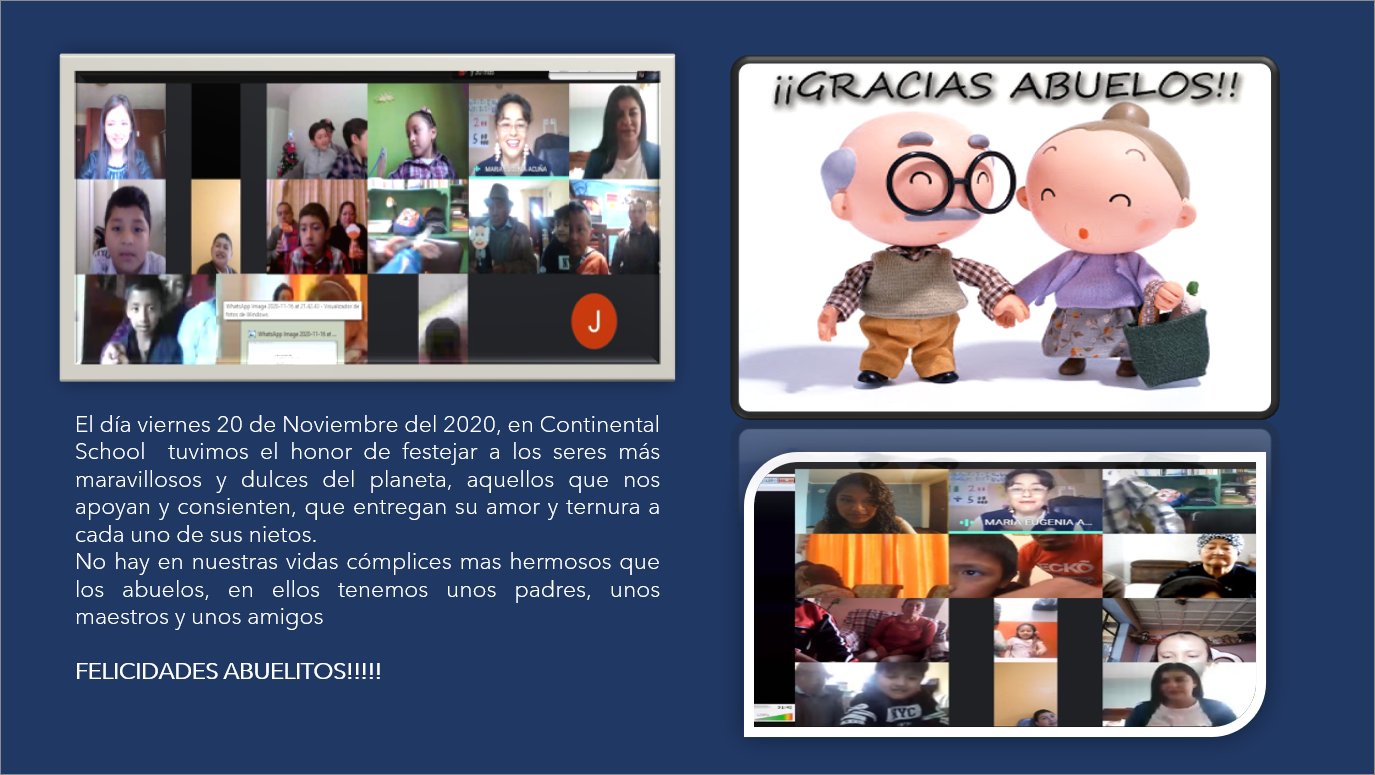 MARIA EUGENIA ACUÑA
WhatsApp Image 2020-11-19 at 21.42.43 - Visualizador de
fotos de Windows
WhatsApp Image 2020-11-19 at ...
J
El día viernes 20 de Noviembre del 2020, en Continental
School tuvimos el honor de festejar a los seres más
maravillosos y dulces del planeta, aquellos que nos
apoyan y consienten, que entregan su amor y ternura a
cada uno de sus nietos.
No hay en nuestras vidas cómplices mas hermosos que
los abuelos, en ellos tenemos unos padres, unos
maestros y unos amigos
FELICIDADES ABUELITOS!!!!!
¡¡GRACIAS ABUELOS!!
MARIA EUGENIA A...
ECKŌ